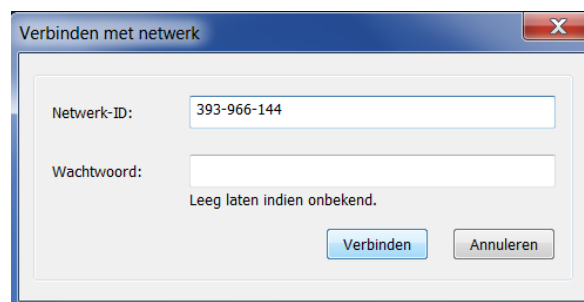 Verbinden met netwerk
Netwerk-ID: 393-966-144
Wachtwoord:
Leeg laten indien onbekend.
Verbinden Annuleren